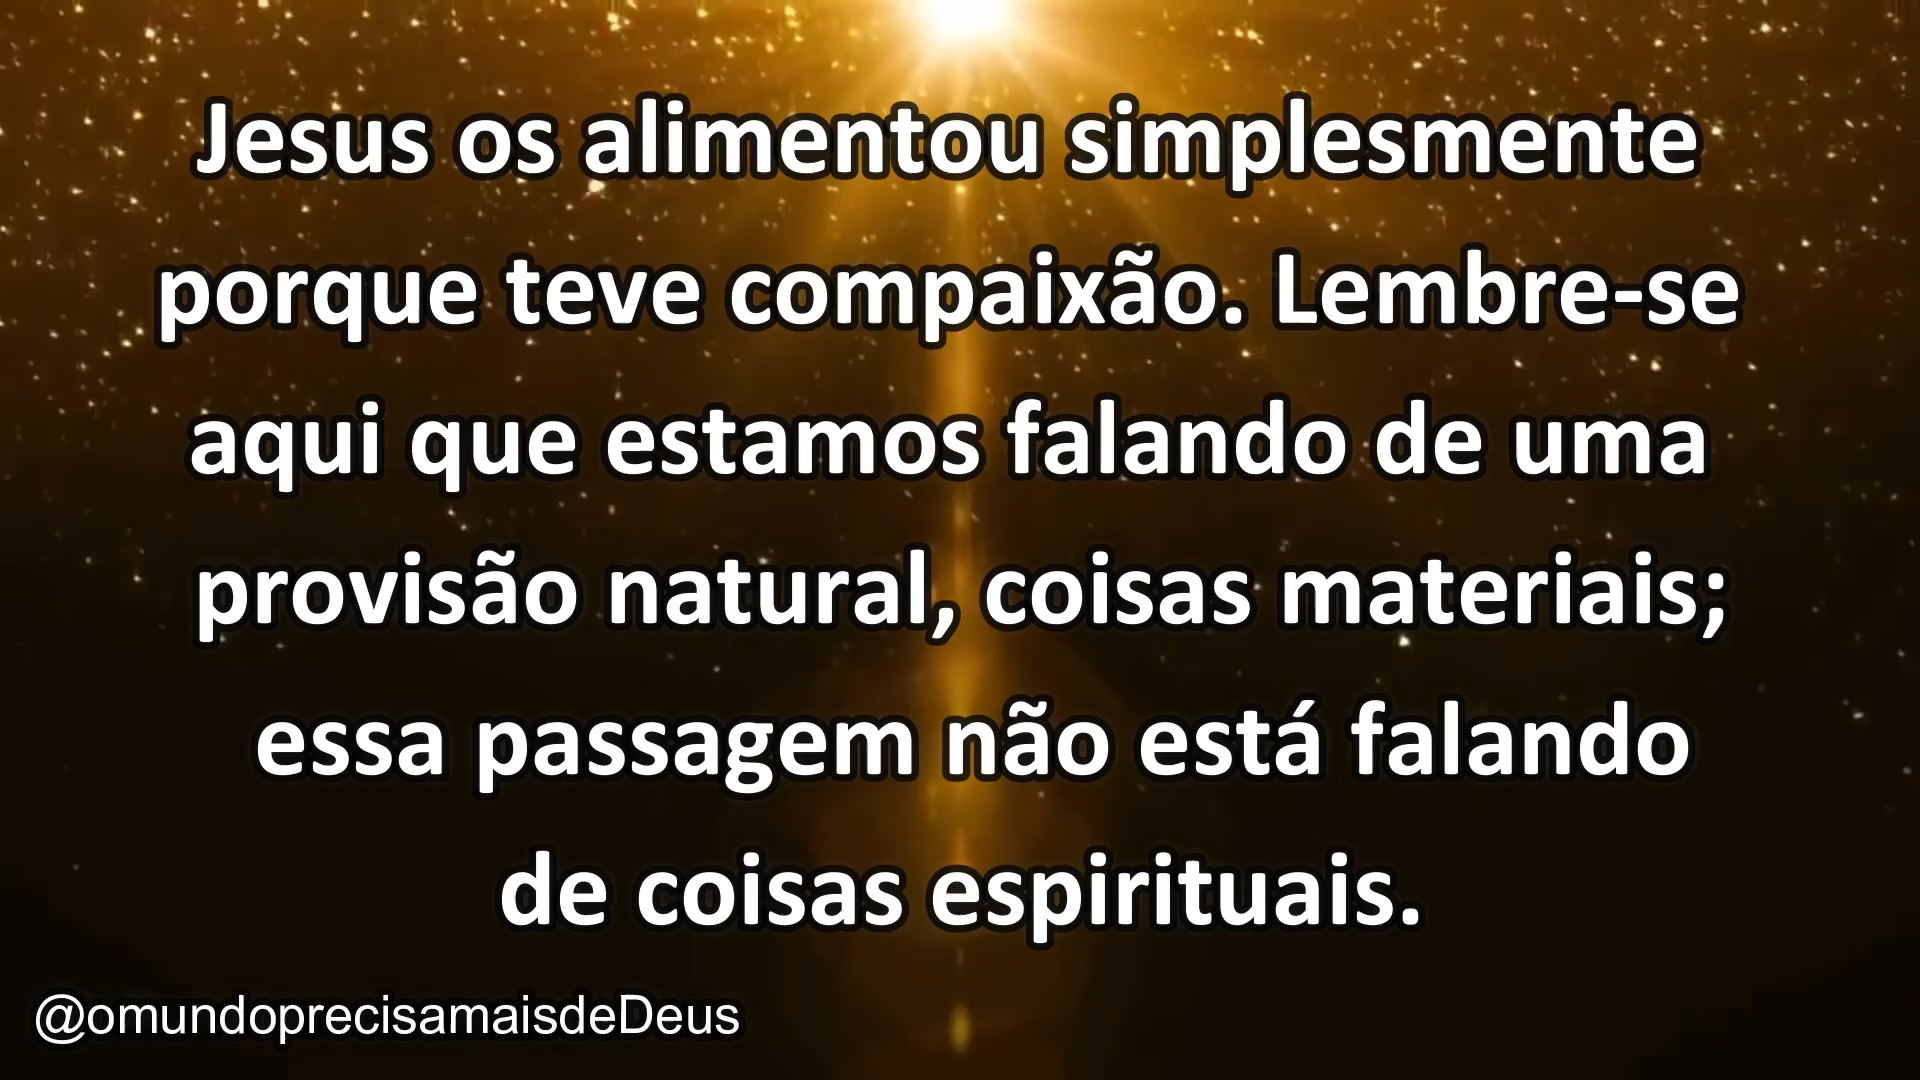 Jesus os alimentou simplesmente
porque teve compaixão. Lembre-se
aqui que estamos falando de uma
provisão natural, coisas materiais;
essa passagem não está falando
de coisas espirituais.
@omundoprecisamaisdeDeus